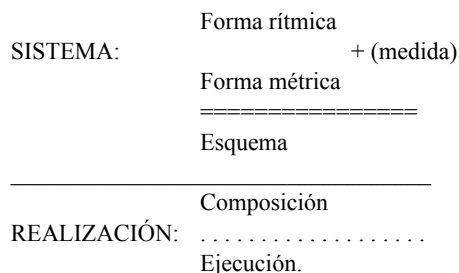 Forma rítmica
SISTEMA: + (medida)
Forma métrica
================
Esquema
Composición
REALIZACIÓN: . . . . . . . . . . . . . . . . . . .
Ejecución.